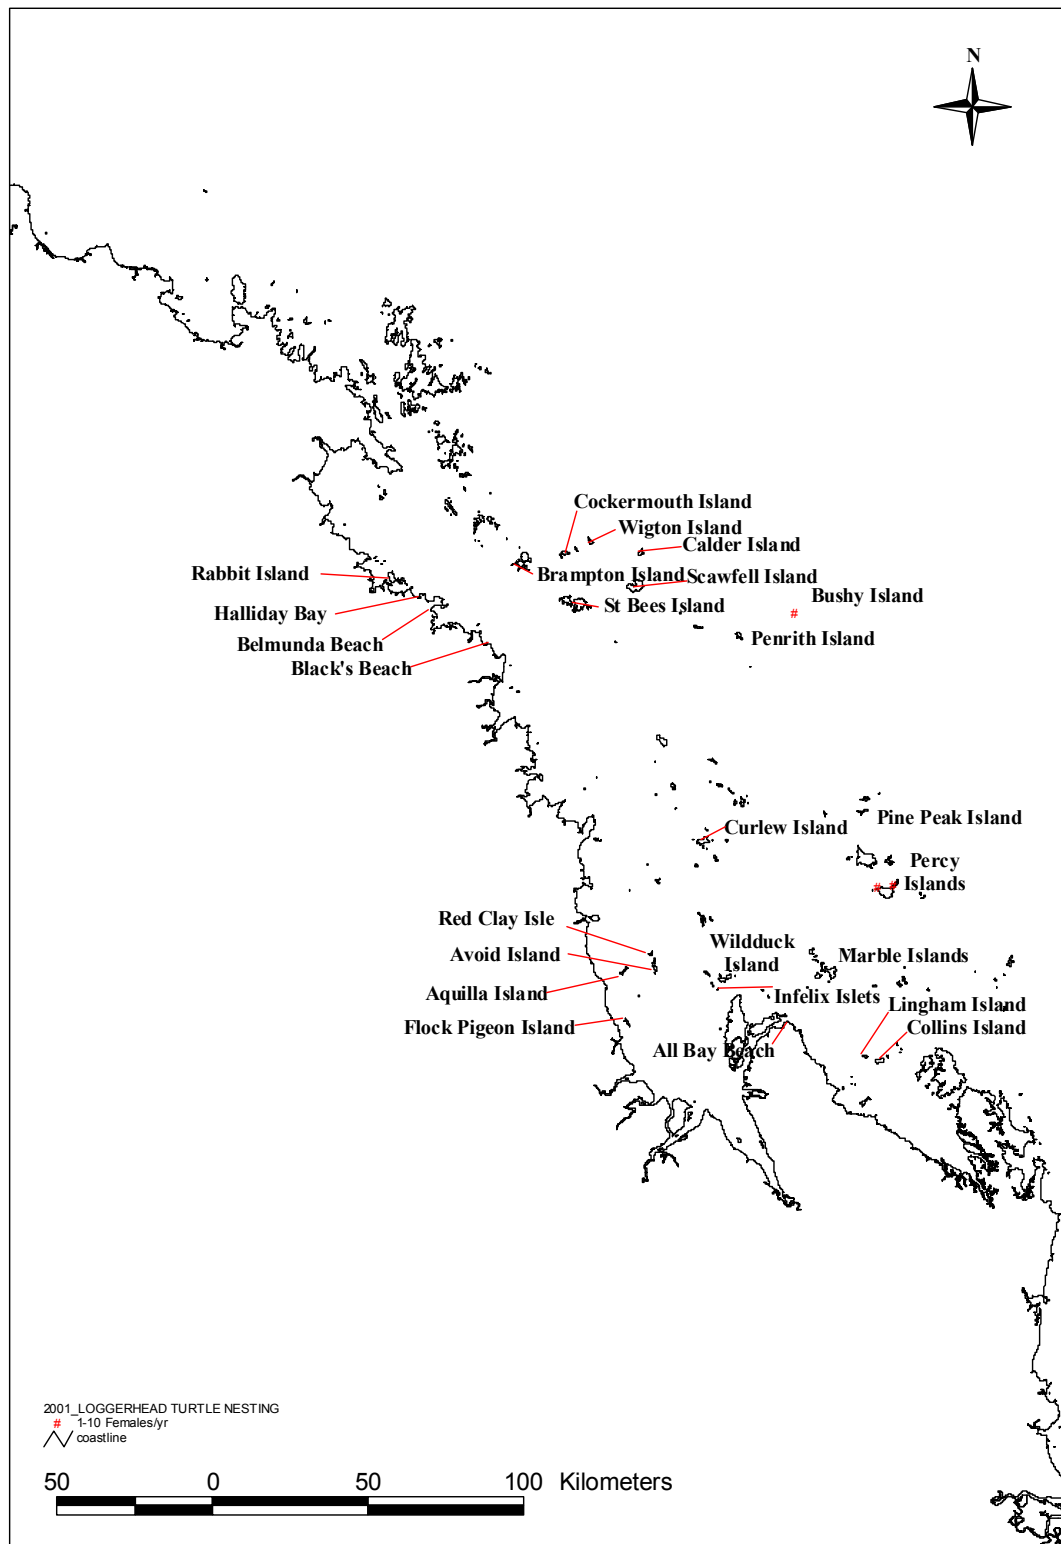 N
Cockermouth Island
Wigton Island
Calder Island
Rabbit Island
Brampton Island
Scawfell Island
Bushy Island
Halliday Bay
St Bees Island
#
Belmunda Beach
Penrith Island
Black's Beach
Curlew Island
Pine Peak Island
Percy
Islands
# #
Red Clay Isle
Wildduck
Island
Avoid Island
Marble Islands
Aquilla Island
Infelix Islets
Lingham Island
Flock Pigeon Island
Collins Island
All Bay Beach
2001_LOGGERHEAD TURTLE NESTING
# 1-10 Females/yr
coastline
50 0 50 100 Kilometers